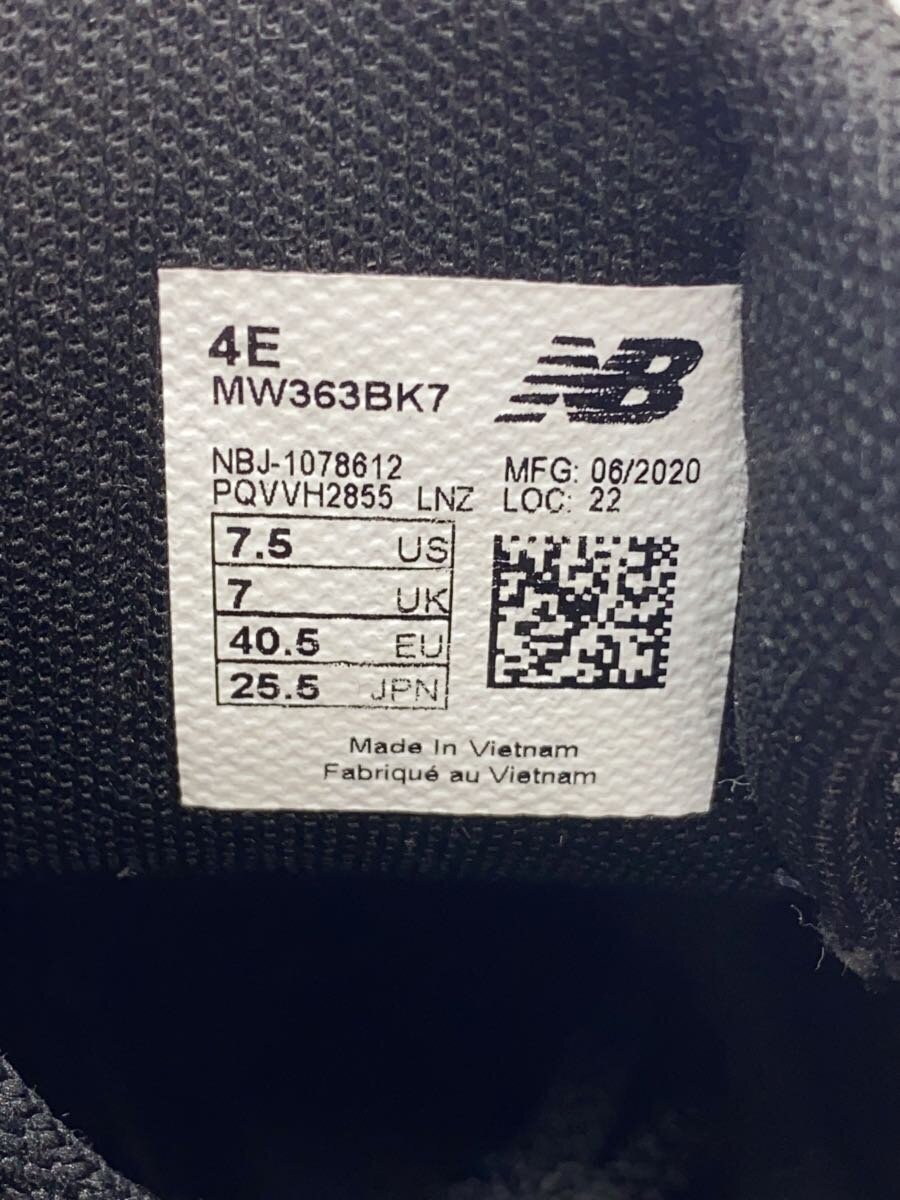 4E
MW363BK7
NB
NBJ-1078612
MFG: 06/2020
PQVVH2855 LNZ
LOC: 22
7.5 US
7 UK
40.5 EU
25.5 JPN
Made In Vietnam
Fabriqué au Vietnam